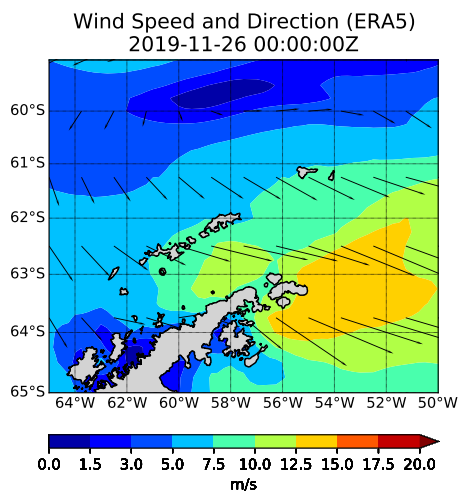 Wind Speed and Direction (ERA5)
2019-11-26 00:00:00Z
60°S
61°S
62°S
63°S
64°S
65°S
64°W 62°W 60°W 58°W 56°W 54°W 52°W 50°W
0.0 1.5 3.0 5.0 7.5 10.0 12.5 15.0 17.5 20.0
m/s